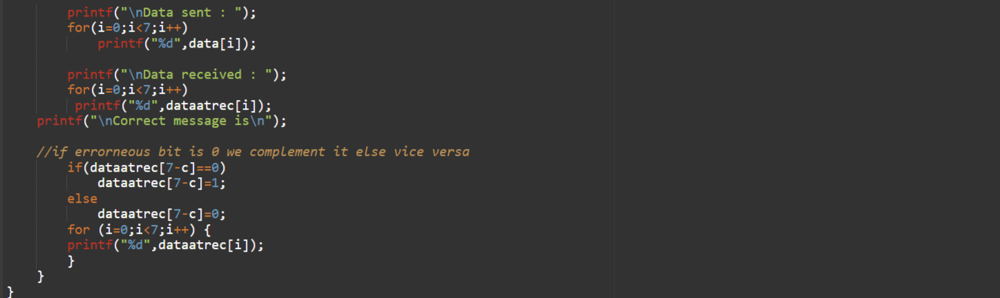 printf("\nData sent : ");
for(i=0;i<7;i++)
printf("%d",data[i]);
printf("\nData received : ");
for(i=0;i<7;i++)
printf("%d",dataatrec[i]);
printf("\nCorrect message is\n");
//if errorneous bit is 0 we complement it else vice versa
if(dataatrec[7-c]==0)
dataatrec[7-c]=1;
else
dataatrec[7-c]=0;
for (i=0;i<7;i++) {
printf("%d",dataatrec[i]);
}
}
}